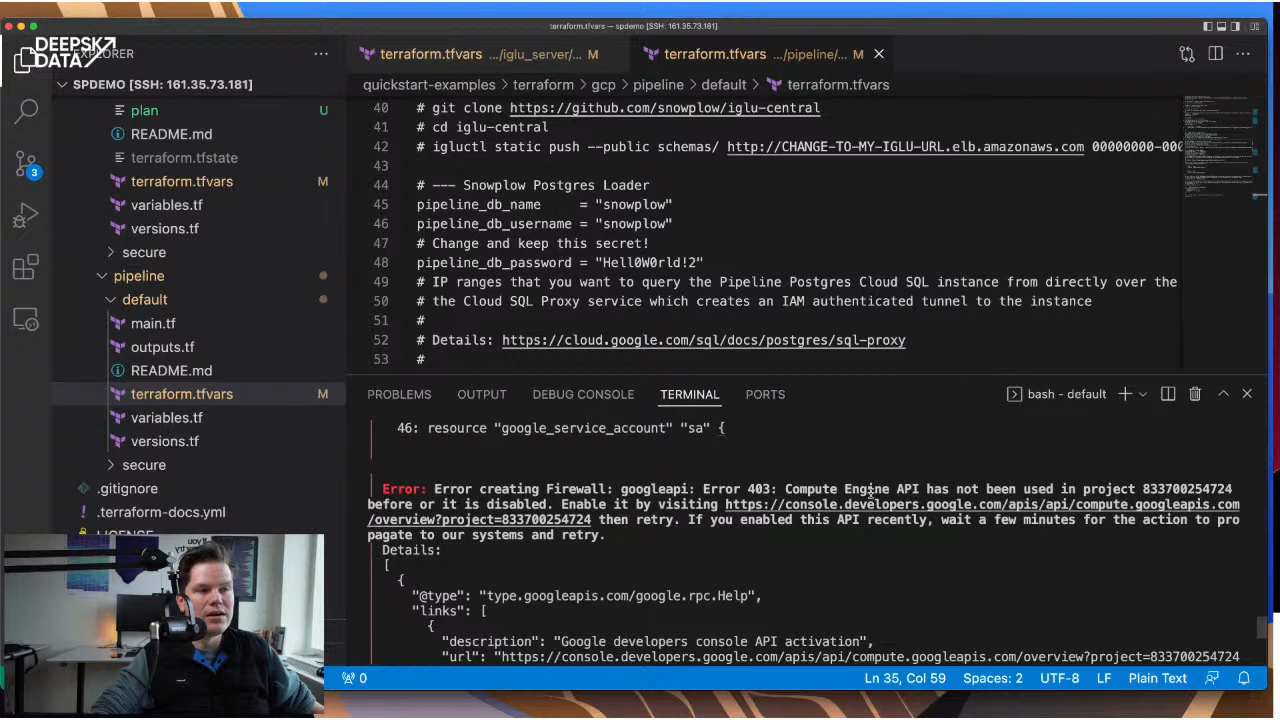 terraform.tfvars — spdemo [SSH: 161.35.73.181]
DEEPSKY
DATA
EXPLORER
terraform.tfvars .../iglu_server/... M
terraform.tfvars .../pipeline/... M
SPDEMO [SSH: 161.35.73.181]
quickstart-examples > terraform > gcp > pipeline > default > terraform.tfvars
plan U
README.md
terraform.tfstate
terraform.tfvars M
variables.tf
versions.tf
secure
pipeline
default
main.tf
outputs.tf
README.md
terraform.tfvars M
variables.tf
versions.tf
secure
.gitignore
.terraform-docs.yml
LICENSE
3
40 # git clone https://github.com/snowplow/iglu-central
41 # cd iglu-central
42 # igluctl static push --public schemas/ http://CHANGE-TO-MY-IGLU-URL.elb.amazonaws.com 00000000-000
43
44 # --- Snowplow Postgres Loader
45 pipeline_db_name = "snowplow"
46 pipeline_db_username = "snowplow"
47 # Change and keep this secret!
48 pipeline_db_password = "Hell0W0rld!2"
49 # IP ranges that you want to query the Pipeline Postgres Cloud SQL instance from directly over the
50 # the Cloud SQL Proxy service which creates an IAM authenticated tunnel to the instance
51 #
52 # Details: https://cloud.google.com/sql/docs/postgres/sql-proxy
53 #
PROBLEMS OUTPUT DEBUG CONSOLE TERMINAL PORTS
bash - default
46: resource "google_service_account" "sa" {
Error: Error creating Firewall: googleapi: Error 403: Compute Engine API has not been used in project 833700254724
before or it is disabled. Enable it by visiting https://console.developers.google.com/apis/api/compute.googleapis.com
/overview?project=833700254724 then retry. If you enabled this API recently, wait a few minutes for the action to pro
pagate to our systems and retry.
Details:
[
{
"@type": "type.googleapis.com/google.rpc.Help",
"links": [
{
"description": "Google developers console API activation",
"url": "https://console.developers.google.com/apis/api/compute.googleapis.com/overview?project=833700254724
0
Ln 35, Col 59 Spaces: 2 UTF-8 LF Plain Text